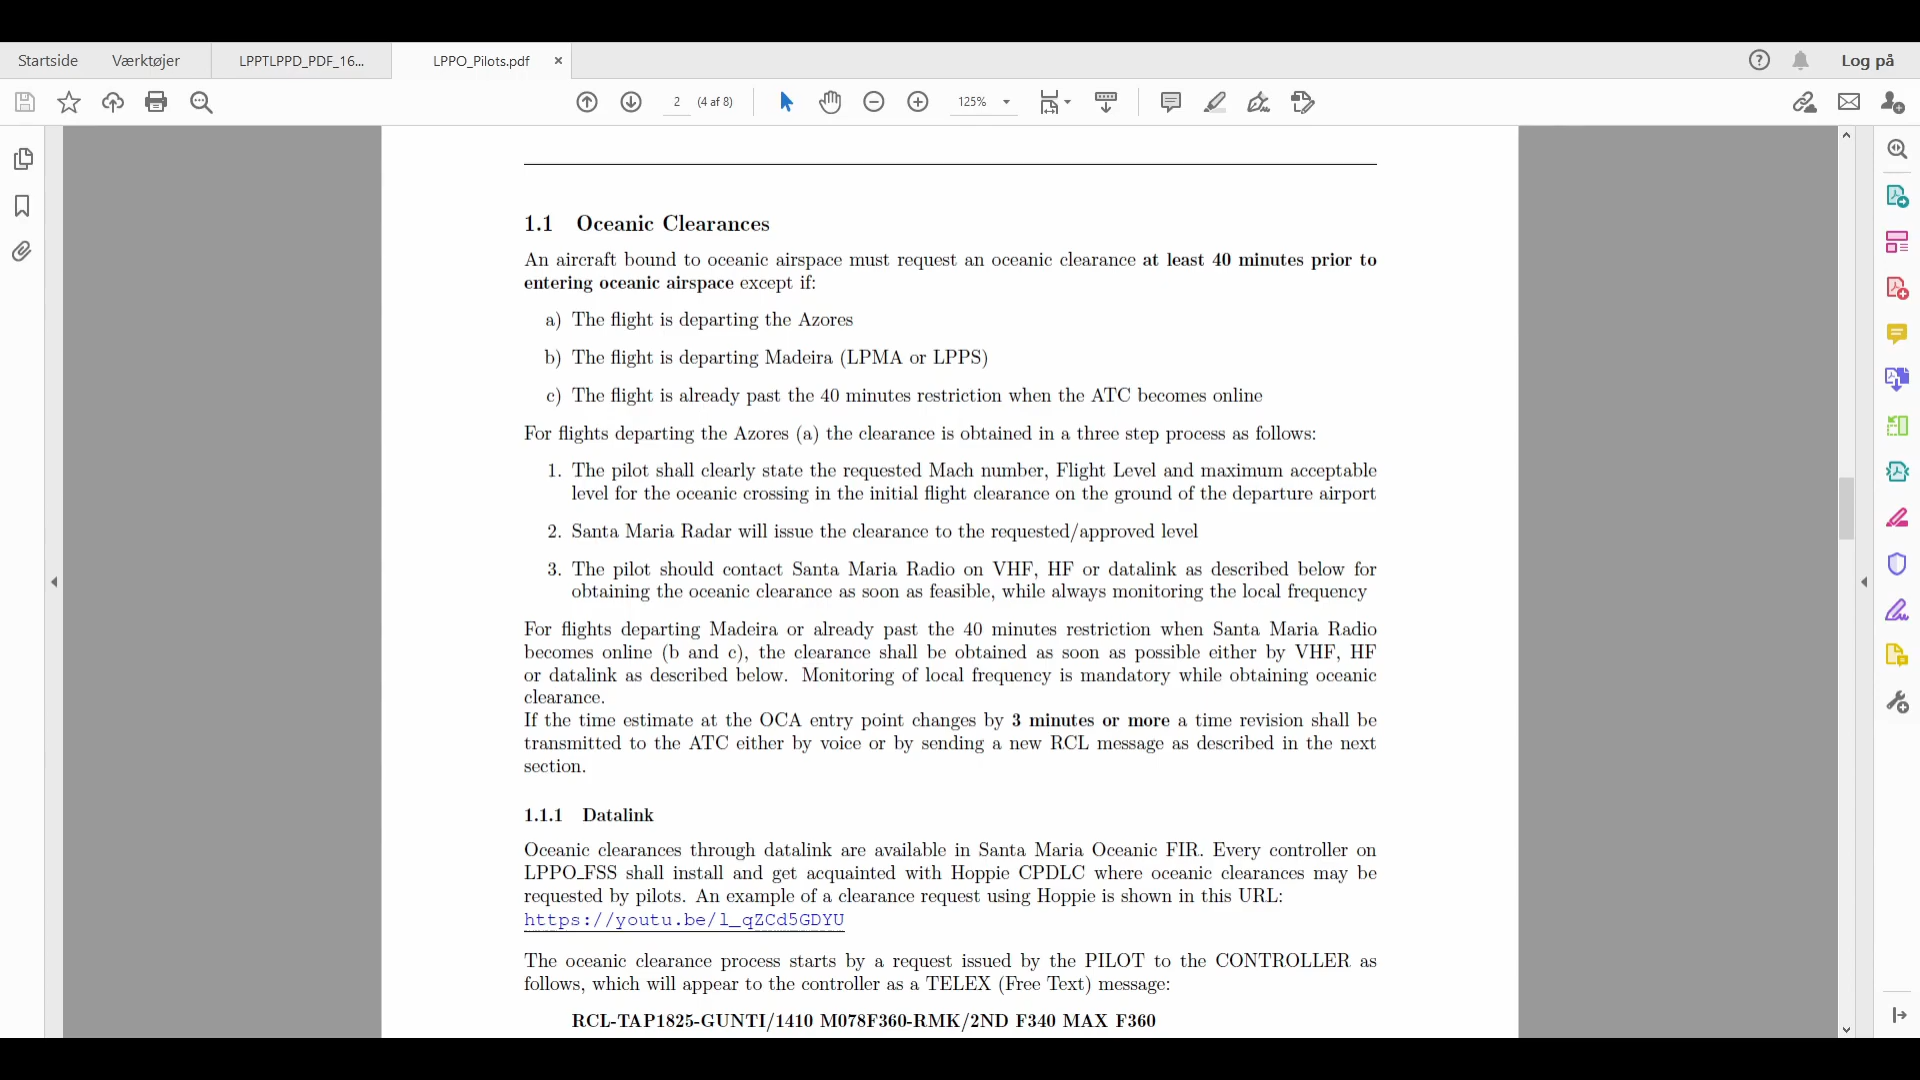 Startside Værktøjer LPPTLPPD_PDF_16... LPPO_Pilots.pdf × Log på
2 (4 af 8) 125%
1.1 Oceanic Clearances
An aircraft bound to oceanic airspace must request an oceanic clearance at least 40 minutes prior to
entering oceanic airspace except if:
a) The flight is departing the Azores
b) The flight is departing Madeira (LPMA or LPPS)
c) The flight is already past the 40 minutes restriction when the ATC becomes online
For flights departing the Azores (a) the clearance is obtained in a three step process as follows:
1. The pilot shall clearly state the requested Mach number, Flight Level and maximum acceptable
level for the oceanic crossing in the initial flight clearance on the ground of the departure airport
2. Santa Maria Radar will issue the clearance to the requested/approved level
3. The pilot should contact Santa Maria Radio on VHF, HF or datalink as described below for
obtaining the oceanic clearance as soon as feasible, while always monitoring the local frequency
For flights departing Madeira or already past the 40 minutes restriction when Santa Maria Radio
becomes online (b and c), the clearance shall be obtained as soon as possible either by VHF, HF
or datalink as described below. Monitoring of local frequency is mandatory while obtaining oceanic
clearance.
If the time estimate at the OCA entry point changes by 3 minutes or more a time revision shall be
transmitted to the ATC either by voice or by sending a new RCL message as described in the next
section.
1.1.1 Datalink
Oceanic clearances through datalink are available in Santa Maria Oceanic FIR. Every controller on
LPPO_FSS shall install and get acquainted with Hoppie CPDLC where oceanic clearances may be
requested by pilots. An example of a clearance request using Hoppie is shown in this URL:
https://youtu.be/l_qZCd5GDYU
The oceanic clearance process starts by a request issued by the PILOT to the CONTROLLER as
follows, which will appear to the controller as a TELEX (Free Text) message:
RCL-TAP1825-GUNTI/1410 M078F360-RMK/2ND F340 MAX F360